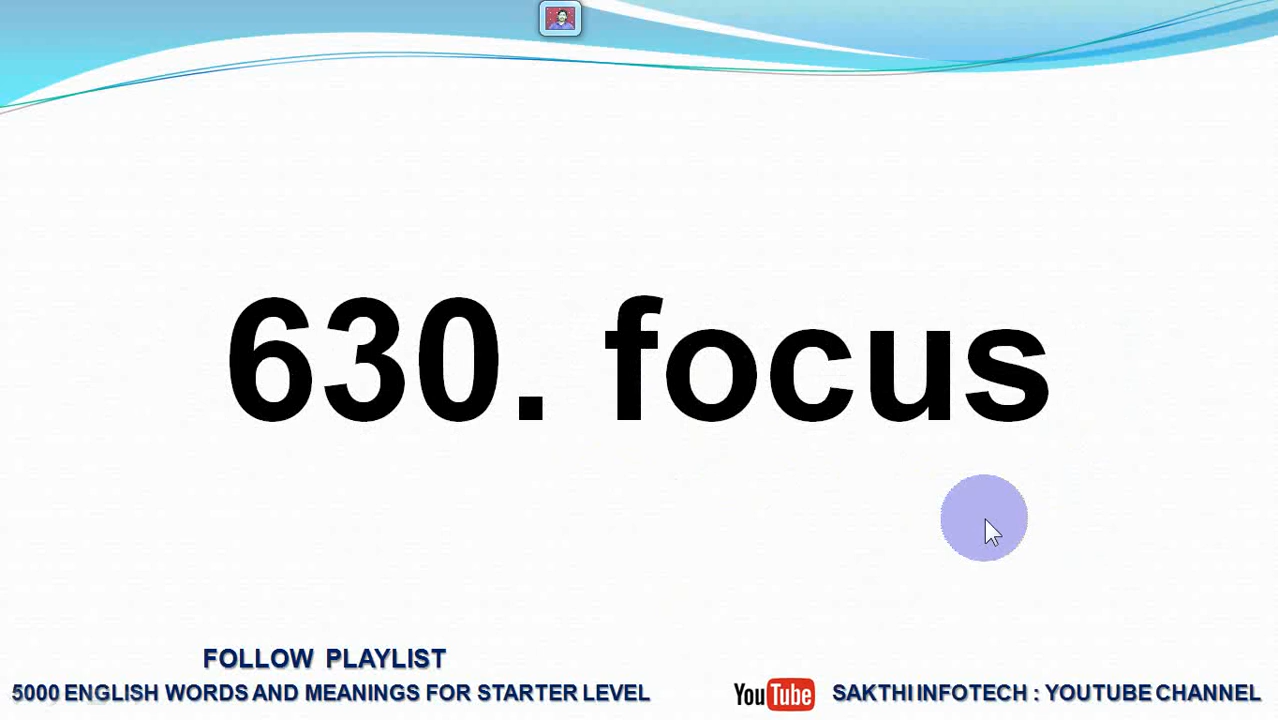 630. focus
FOLLOW PLAYLIST
5000 ENGLISH WORDS AND MEANINGS FOR STARTER LEVEL
YouTube SAKTHI INFOTECH : YOUTUBE CHANNEL